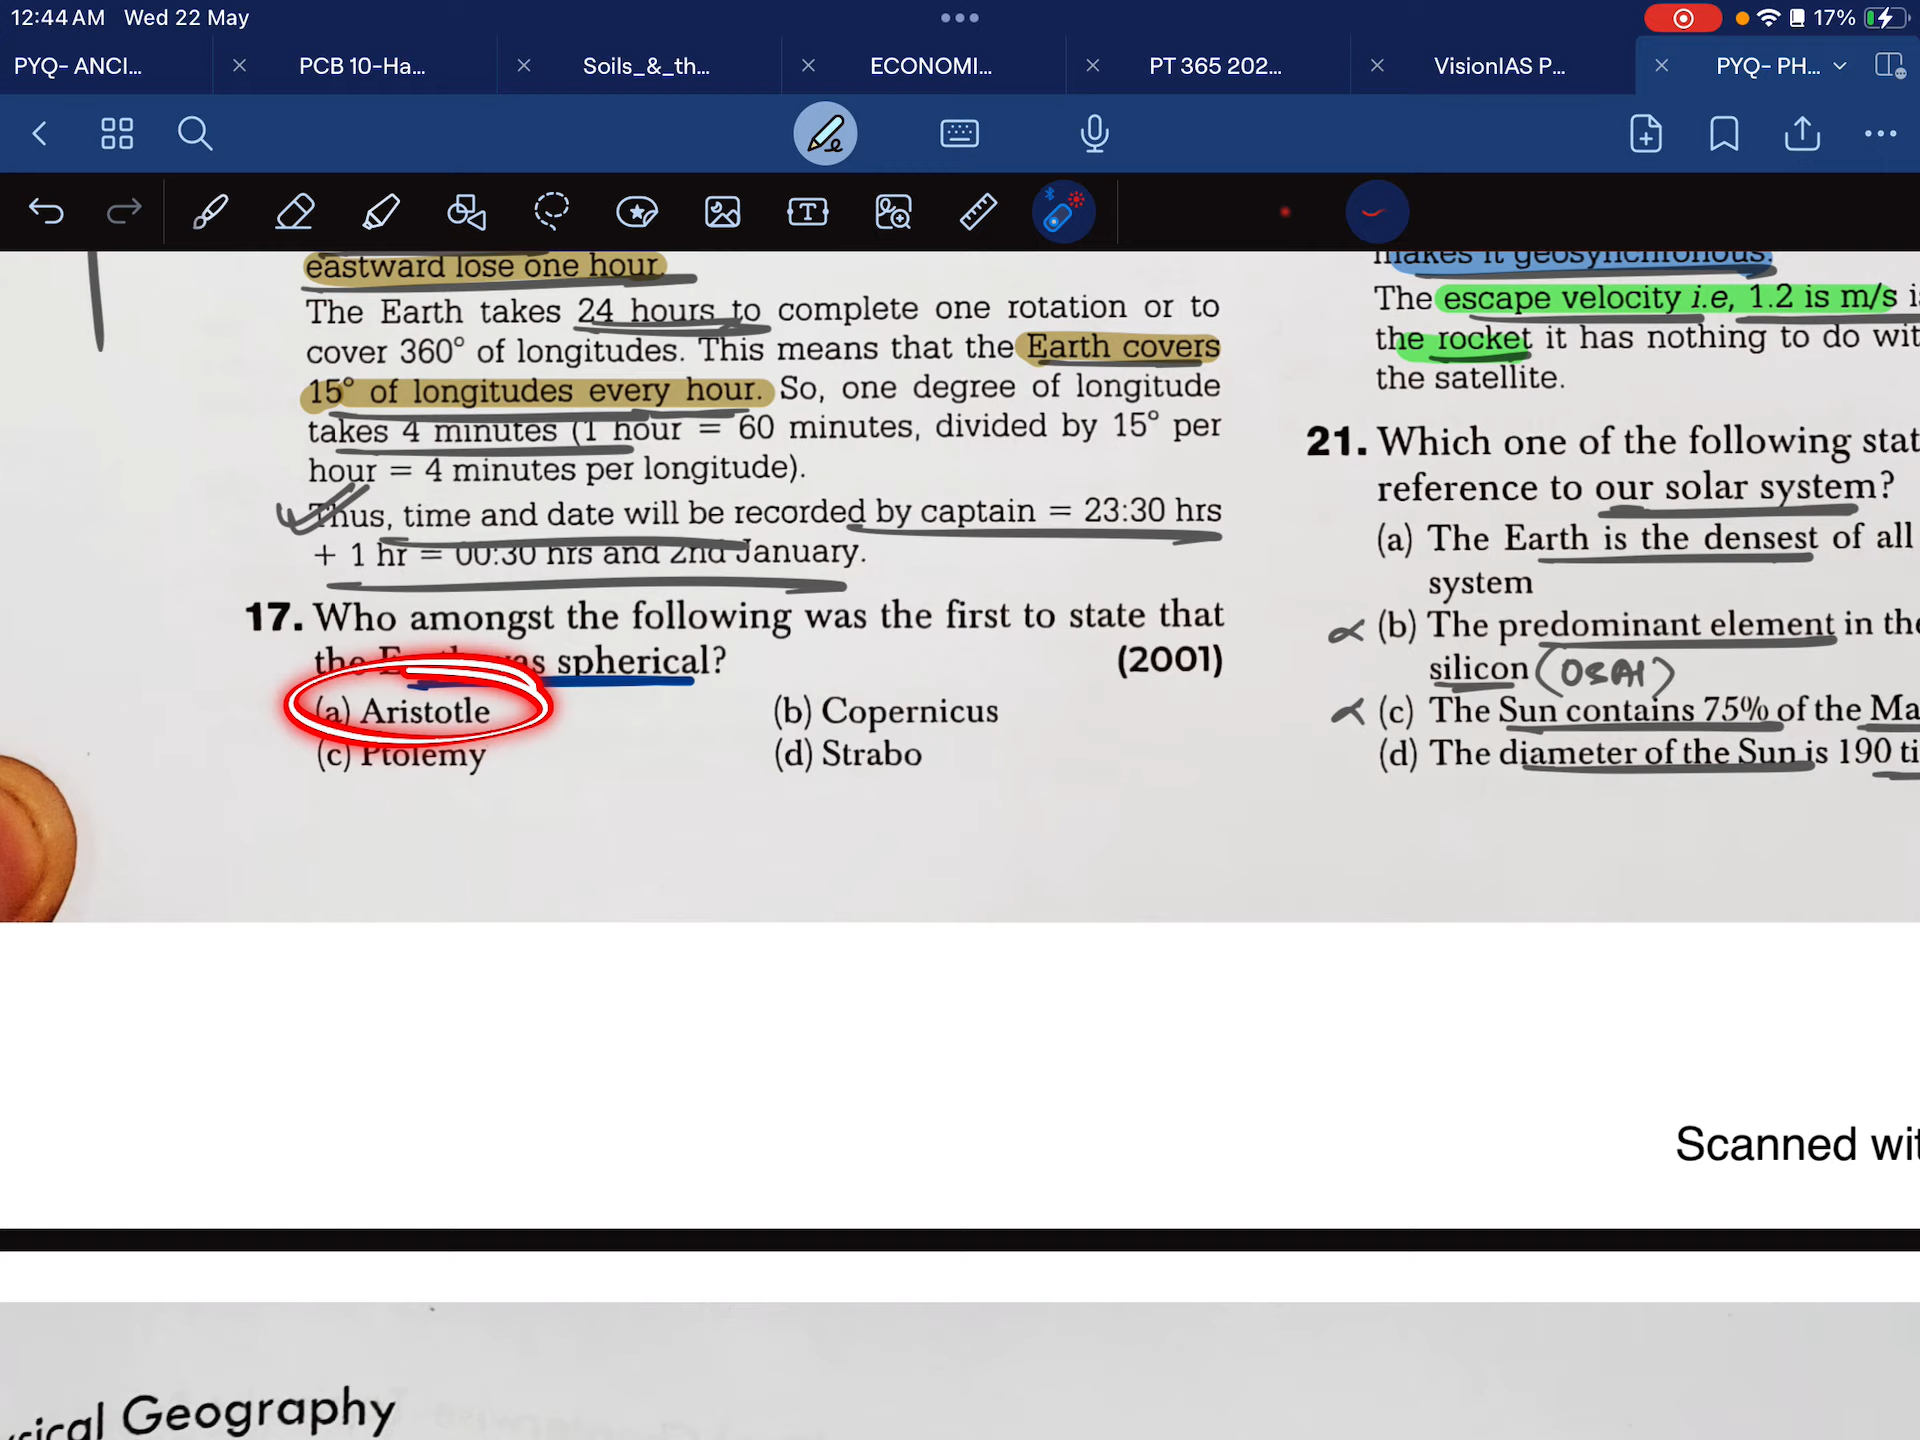 12:44 AM Wed 22 May
17%
PYQ- ANCI...
PCB 10-Ha...
Soils_&_th...
ECONOMI...
PT 365 202...
VisionIAS P...
PYQ- PH...
eastward lose one hour.
The Earth takes 24 hours to complete one rotation or to
cover 360° of longitudes. This means that the Earth covers
15° of longitudes every hour. So, one degree of longitude
takes 4 minutes (1 hour = 60 minutes, divided by 15° per
hour = 4 minutes per longitude).
Thus, time and date will be recorded by captain = 23:30 hrs
+ 1 hr = 00:30 hrs and 2nd January.
17. Who amongst the following was the first to state that
the Earth was spherical? (2001)
(a) Aristotle (b) Copernicus
(c) Ptolemy (d) Strabo
makes it geosynchronous.
The escape velocity i.e, 1.2 is m/s
the rocket it has nothing to do
the satellite.
21. Which one of the following
reference to our solar system?
(a) The Earth is the densest of all
system
(b) The predominant element in
silicon (OSAI)
(c) The Sun contains 75% of the
(d) The diameter of the Sun is 190
Scanned
Geography